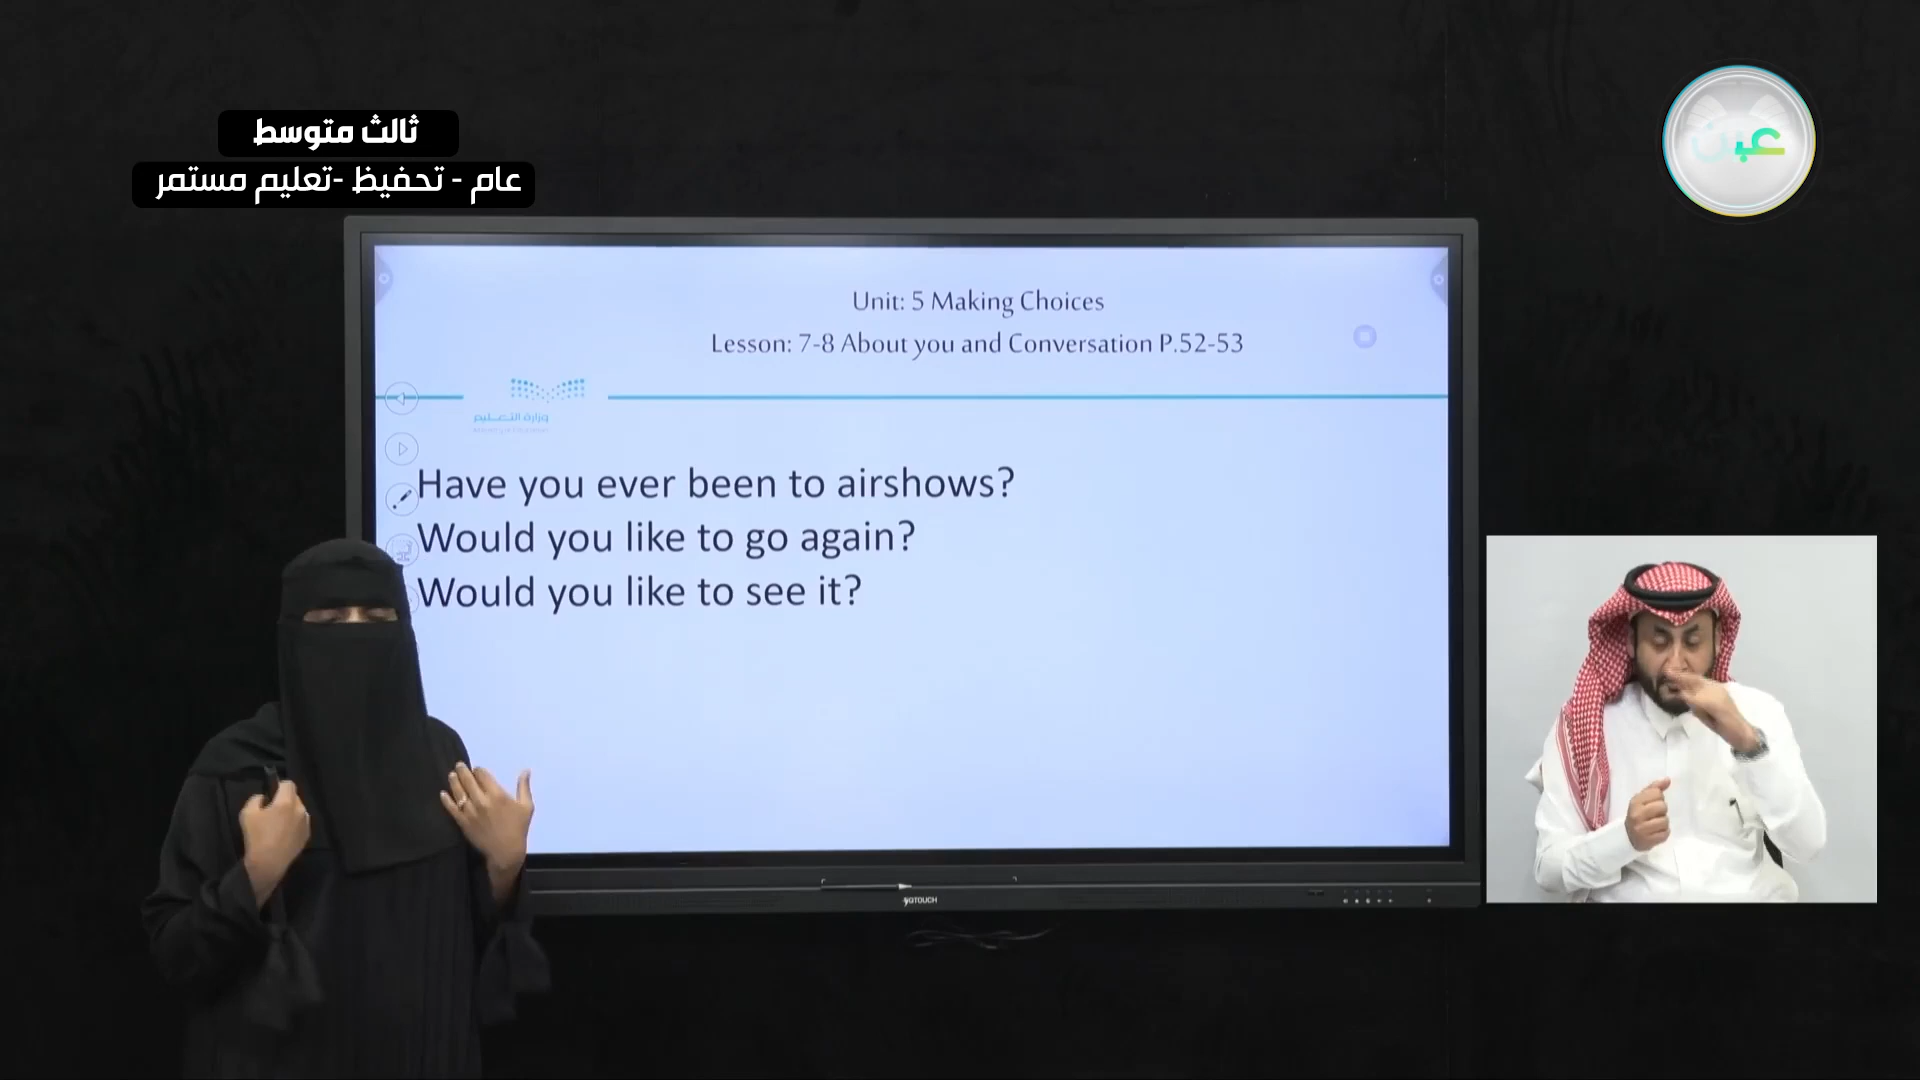 ثالث متوسط
عام - تحفيظ -تعليم مستمر
عين
Unit: 5 Making Choices
Lesson: 7-8 About you and Conversation P.52-53
وزارة التعليم
Have you ever been to airshows?
Would you like to go again?
Would you like to see it?